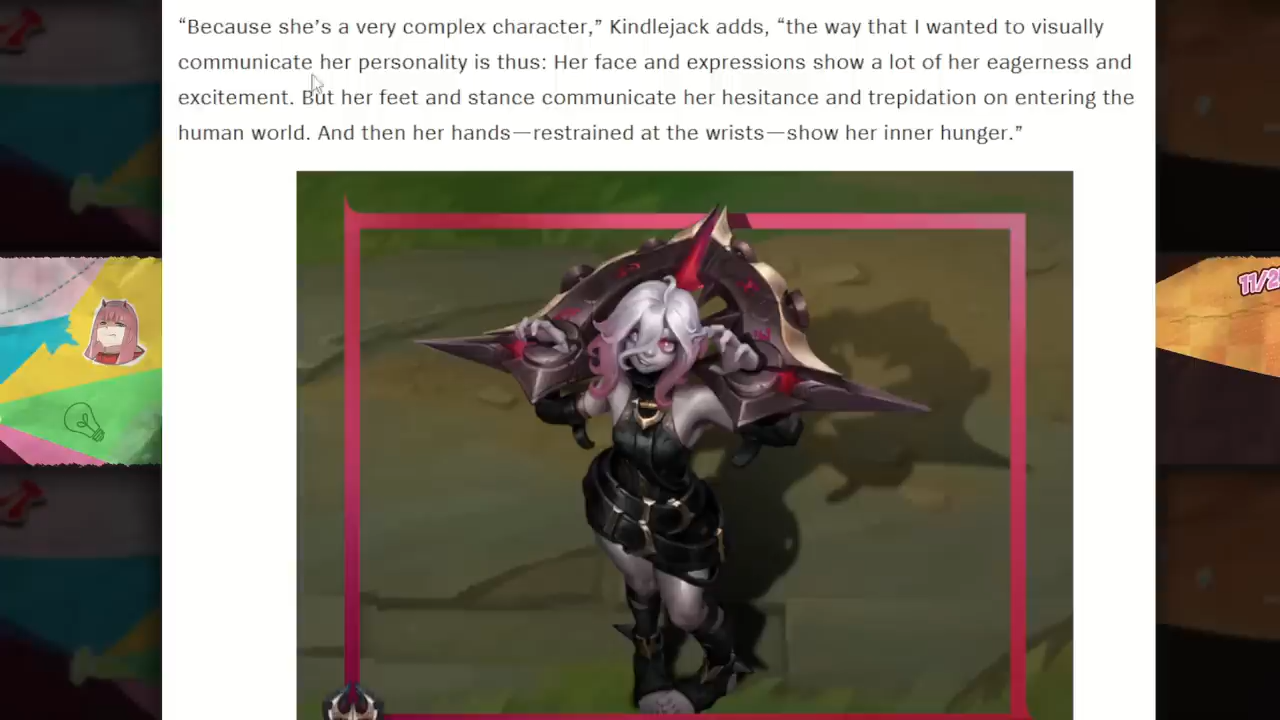 “Because she’s a very complex character,” Kindlejack adds, “the way that I wanted to visually
communicate her personality is thus: Her face and expressions show a lot of her eagerness and
excitement. But her feet and stance communicate her hesitance and trepidation on entering the
human world. And then her hands—restrained at the wrists—show her inner hunger.”
11/2